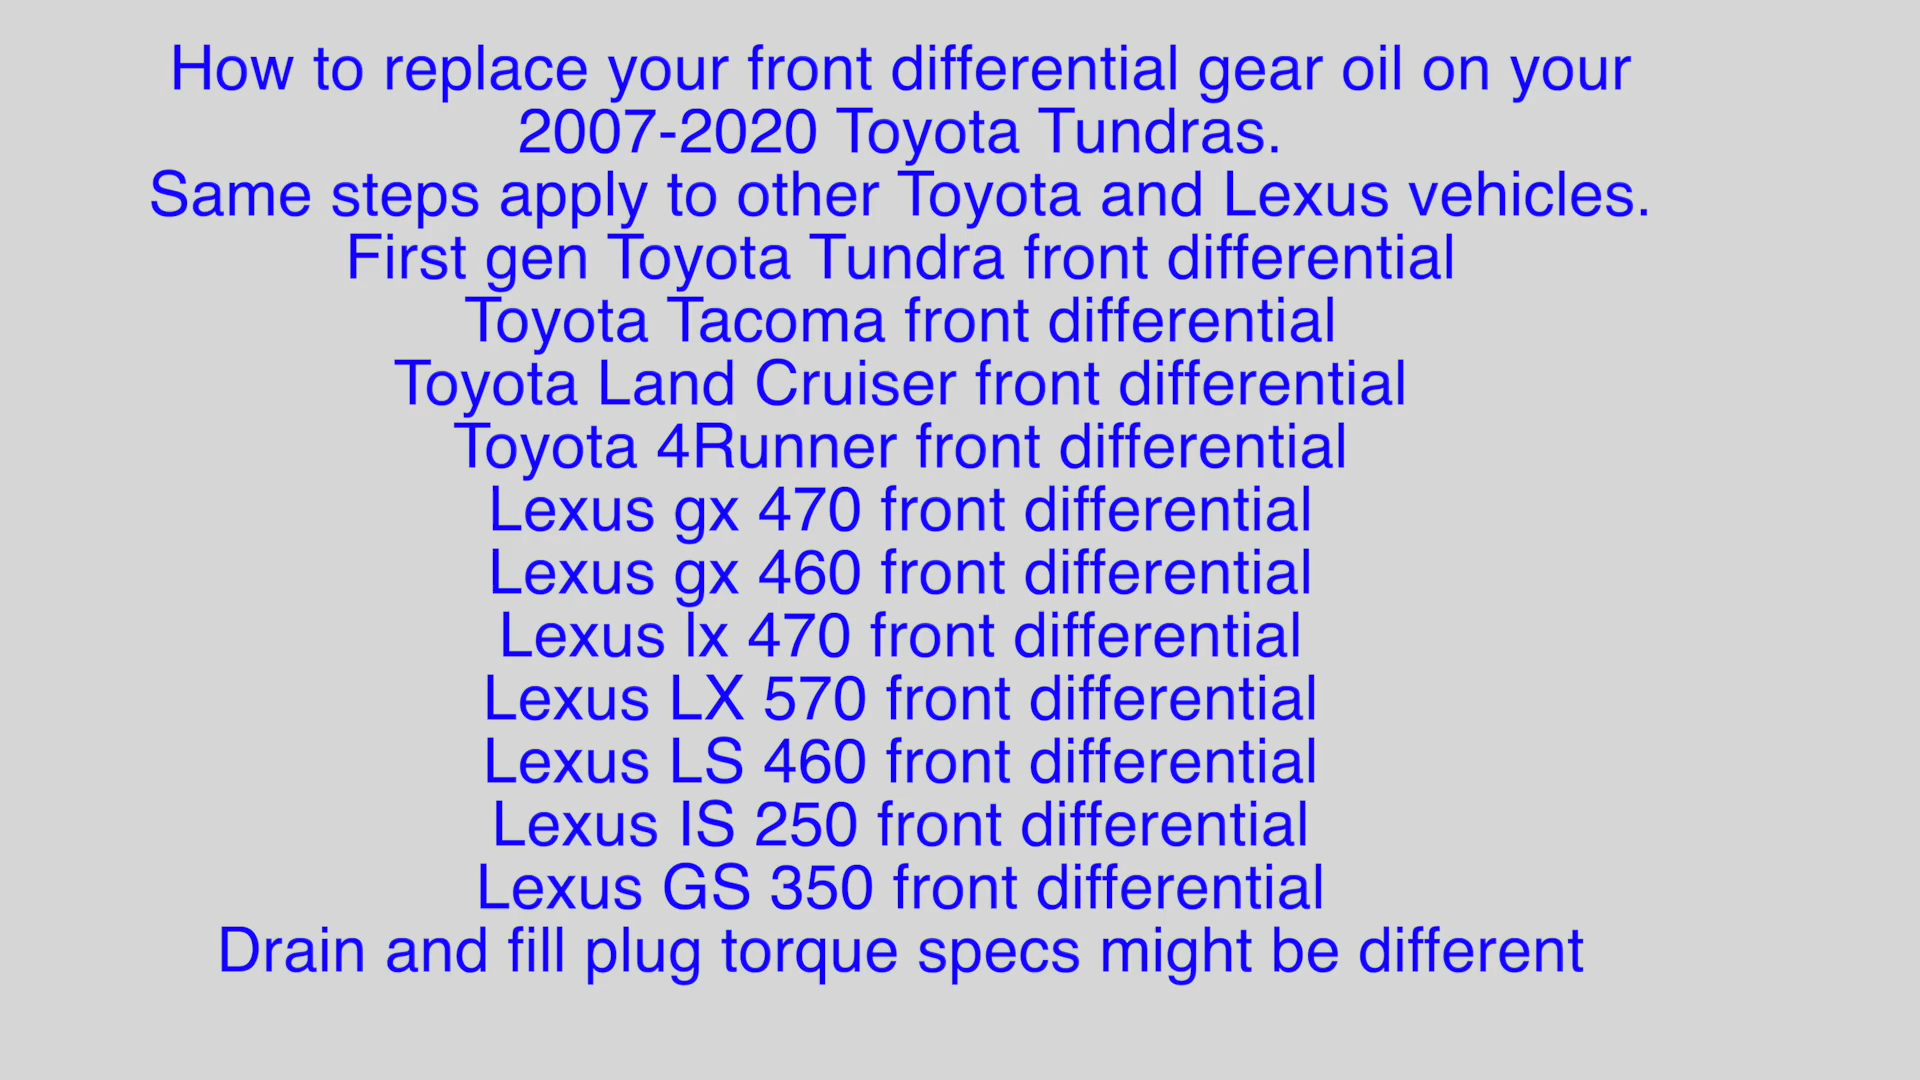 How to replace your front differential gear oil on your
2007-2020 Toyota Tundras.
Same steps apply to other Toyota and Lexus vehicles.
First gen Toyota Tundra front differential
Toyota Tacoma front differential
Toyota Land Cruiser front differential
Toyota 4Runner front differential
Lexus gx 470 front differential
Lexus gx 460 front differential
Lexus lx 470 front differential
Lexus LX 570 front differential
Lexus LS 460 front differential
Lexus IS 250 front differential
Lexus GS 350 front differential
Drain and fill plug torque specs might be different